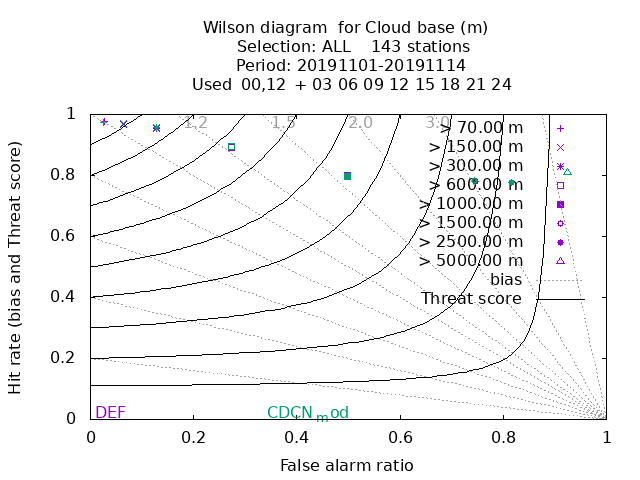 Wilson diagram  for Cloud base (m)
Selection: ALL    143 stations
Period: 20191101-20191114
Used  00,12  + 03 06 09 12 15 18 21 24
Hit rate (bias and Threat score)
1
0.8
0.6
0.4
0.2
0
1.2
1.5
2.0
3.0
> 70.00 m
> 150.00 m
> 300.00 m
> 600.00 m
> 1000.00 m
> 1500.00 m
> 2500.00 m
> 5000.00 m
bias
Threat score
DEF
CDCNmod
0 0.2 0.4 0.6 0.8 1
False alarm ratio